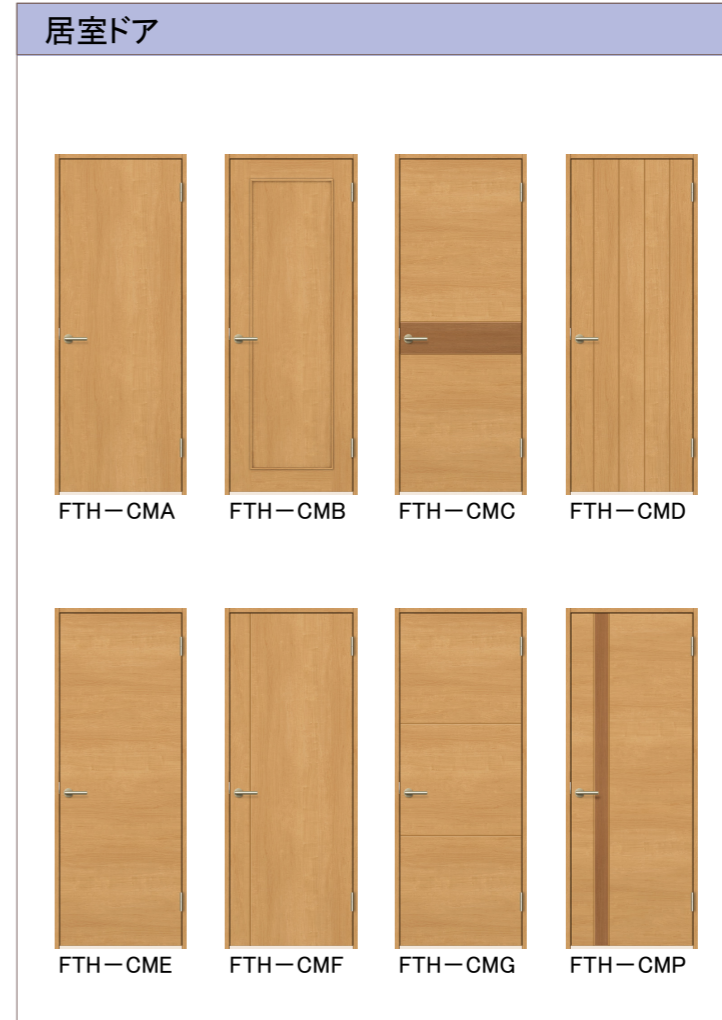 居室ドア
FTH－CMA FTH－CMB FTH－CMC FTH－CMD
FTH－CME FTH－CMF FTH－CMG FTH－CMP